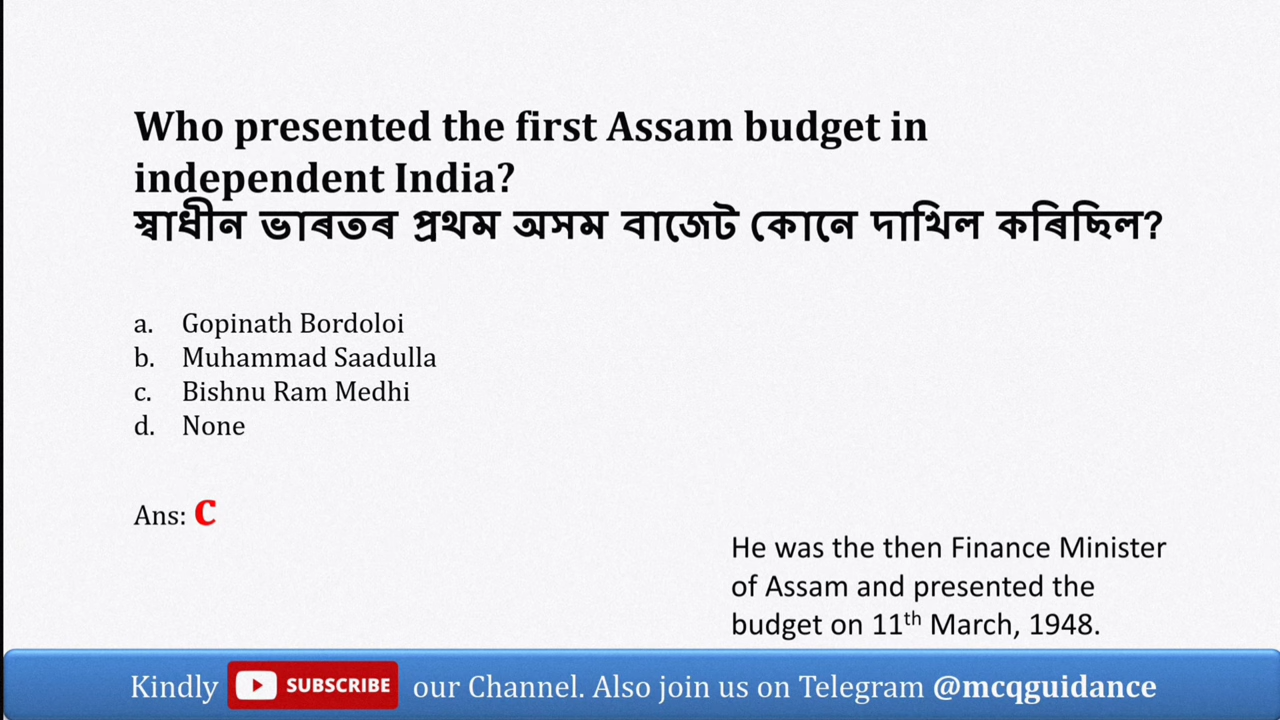 Who presented the first Assam budget in
independent India?
স্বাধীন ভাৰতৰ প্ৰথম অসম বাজেট কোনে দাখিল কৰিছিল?
a. Gopinath Bordoloi
b. Muhammad Saadulla
c. Bishnu Ram Medhi
d. None
Ans: C
He was the then Finance Minister
of Assam and presented the
budget on 11th March, 1948.
Kindly SUBSCRIBE our Channel. Also join us on Telegram @mcqguidance